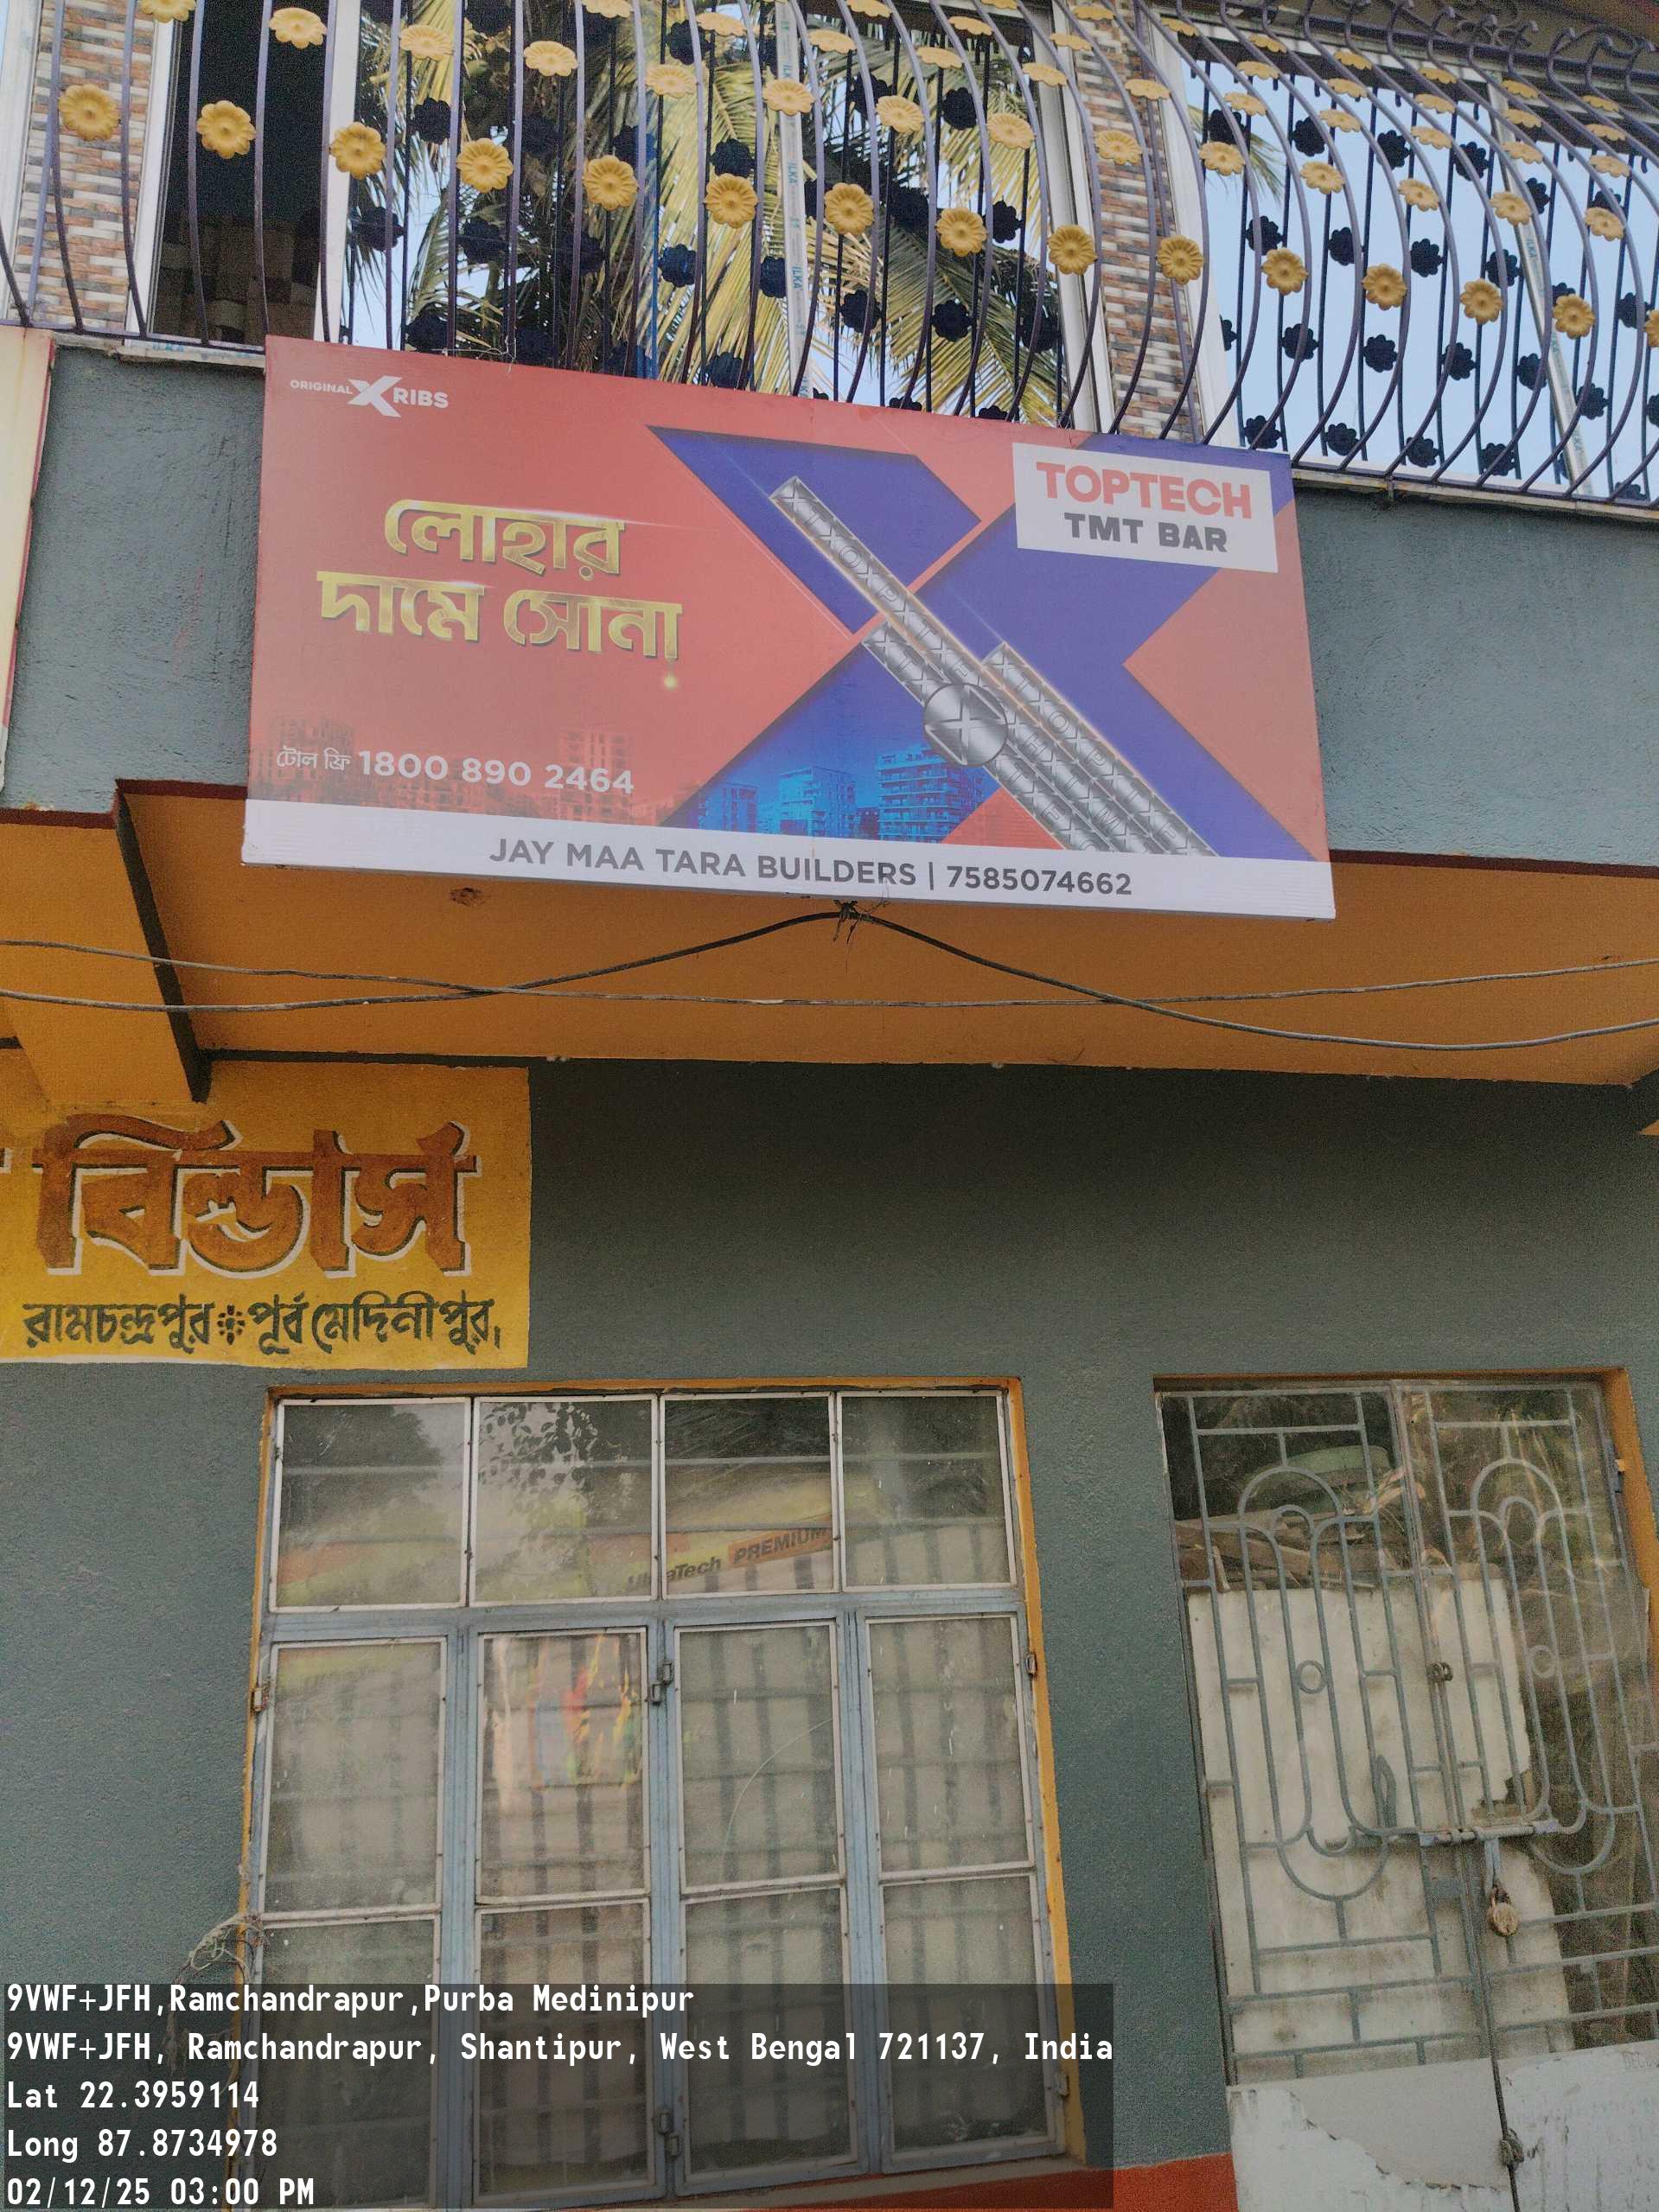 ORIGINAL X RIBS
TOPTECH
TMT BAR
লোহার
দামে সোনা
টোল ফ্রি 1800 890 2464
JAY MAA TARA BUILDERS | 7585074662
বিল্ডার্স
রামচন্দ্রপুর ※ পূর্ব মেদিনীপুর।
UltraTech PREMIUM
9VWF+JFH,Ramchandrapur,Purba Medinipur
9VWF+JFH, Ramchandrapur, Shantipur, West Bengal 721137, India
Lat 22.3959114
Long 87.8734978
02/12/25 03:00 PM